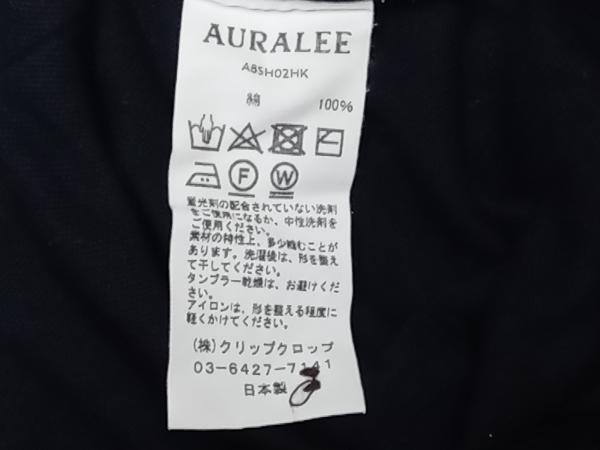 AURALEE
A8SH02HK
綿 100%
F W
蛍光剤の配合されていない洗剤
をご使用になるか、中性洗剤を
ご使用ください。
素材の特性上、多少縮むことが
あります。洗濯後は、形を整え
て干してください。
タンブラー乾燥は、お避けくだ
さい。
アイロンは、形を整える程度に
軽くかけてください。
(株)クリップクロップ
03-6427-7141
日本製